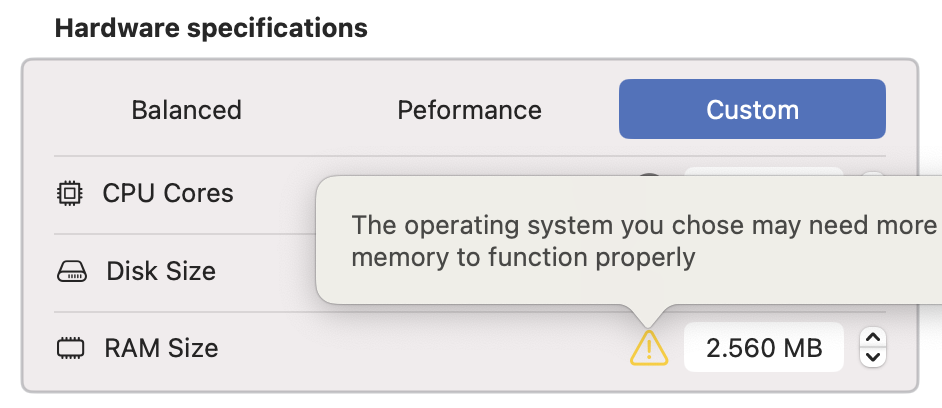 Hardware specifications
Balanced
Peformance
Custom
CPU Cores
The operating system you chose may need more
memory to function properly
Disk Size
RAM Size
2.560 MB